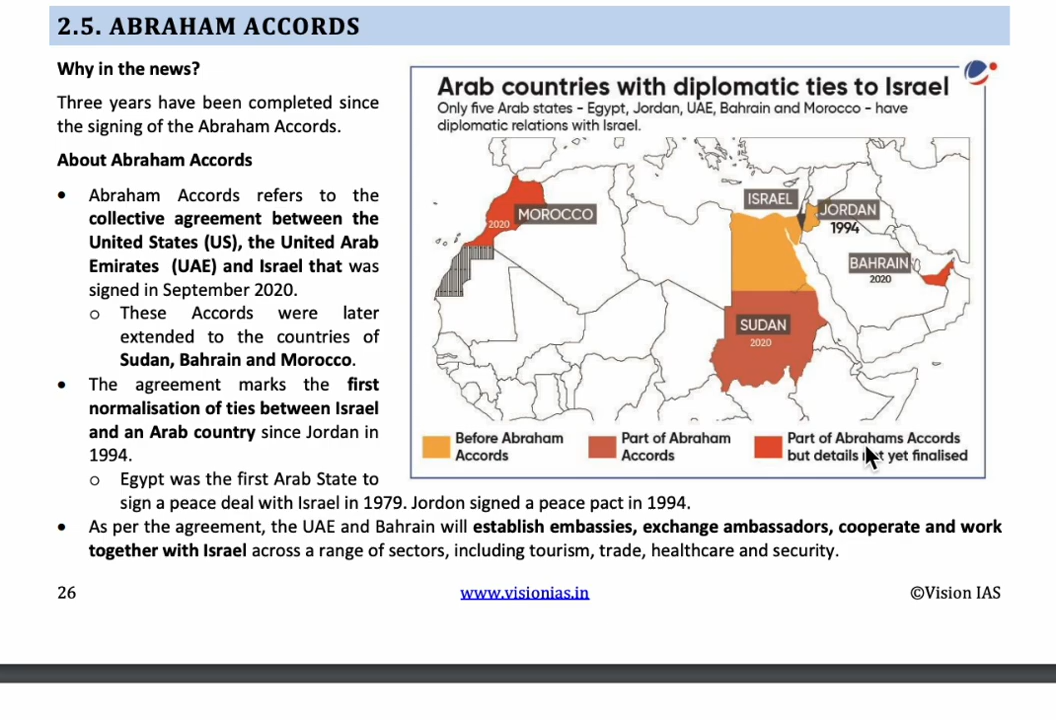 2.5. ABRAHAM ACCORDS
Why in the news?
Three years have been completed since
the signing of the Abraham Accords.
About Abraham Accords
• Abraham Accords refers to the
collective agreement between the
United States (US), the United Arab
Emirates (UAE) and Israel that was
signed in September 2020.
o These Accords were later
extended to the countries of
Sudan, Bahrain and Morocco.
• The agreement marks the first
normalisation of ties between Israel
and an Arab country since Jordan in
1994.
o Egypt was the first Arab State to
sign a peace deal with Israel in 1979. Jordon signed a peace pact in 1994.
• As per the agreement, the UAE and Bahrain will establish embassies, exchange ambassadors, cooperate and work
together with Israel across a range of sectors, including tourism, trade, healthcare and security.
Arab countries with diplomatic ties to Israel
Only five Arab states - Egypt, Jordan, UAE, Bahrain and Morocco - have
diplomatic relations with Israel.
ISRAEL
JORDAN
1994
MOROCCO
2020
BAHRAIN
2020
SUDAN
2020
Before Abraham
Accords
Part of Abraham
Accords
Part of Abrahams Accords
but details yet finalised
26
www.visionias.in
©Vision IAS